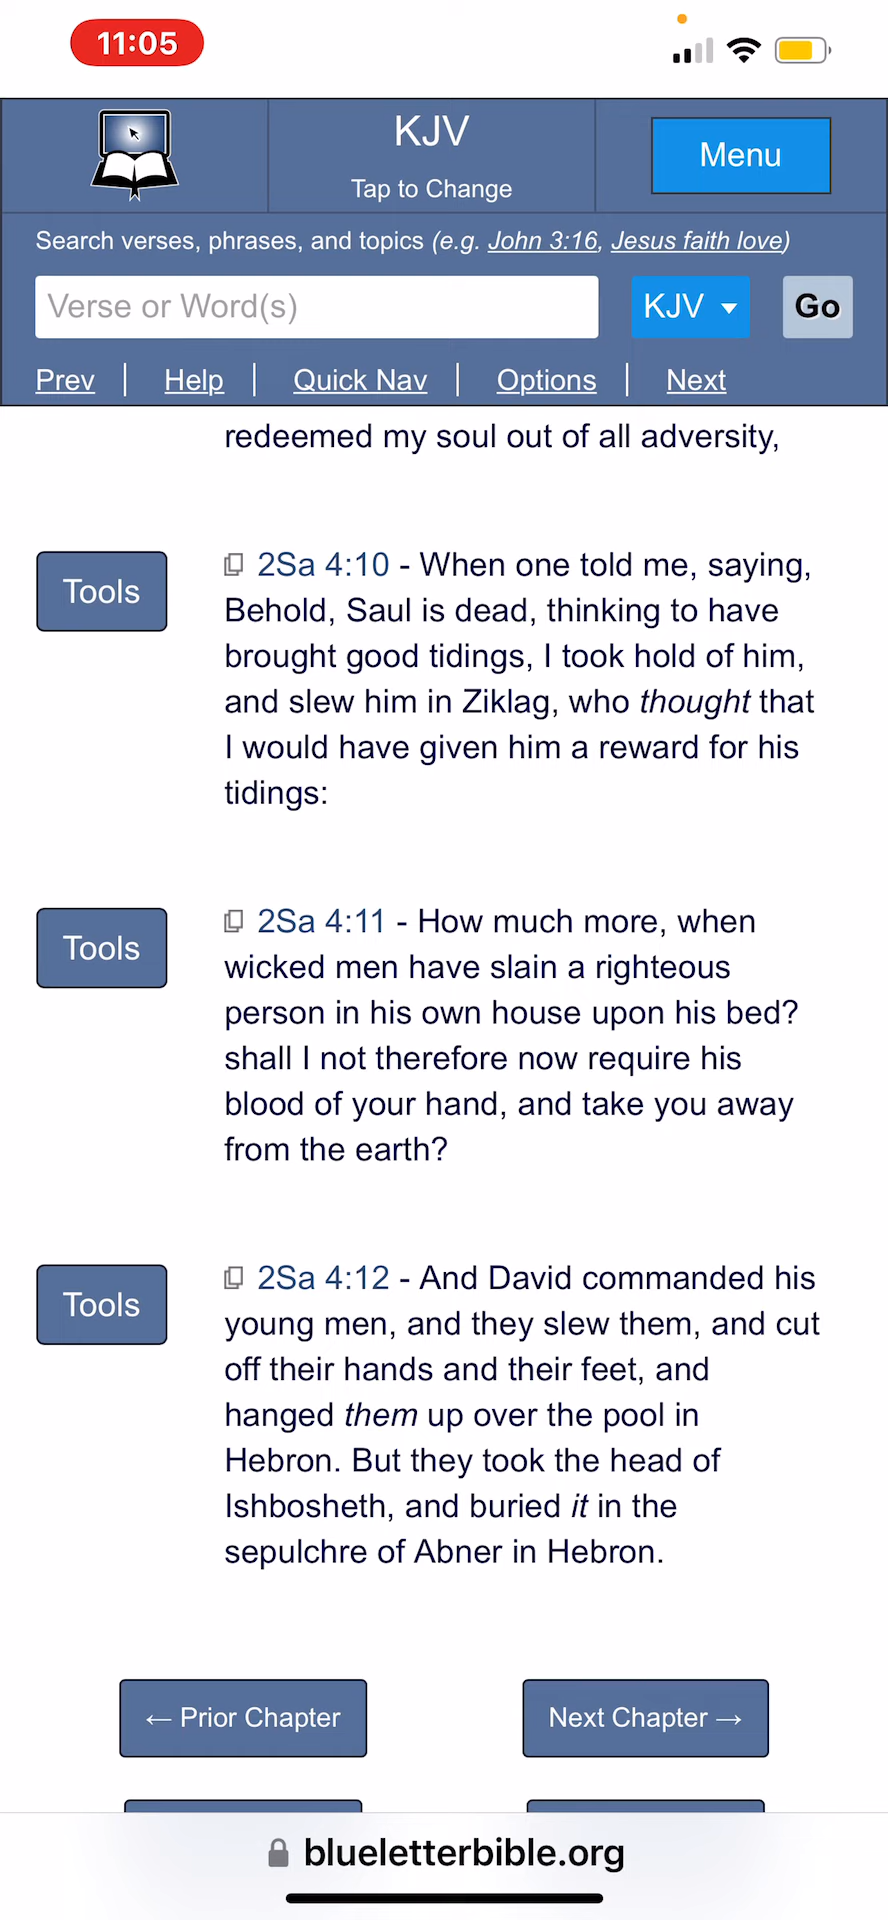 11:05
KJV
Tap to Change
Menu
Search verses, phrases, and topics (e.g. John 3:16, Jesus faith love)
Verse or Word(s)
KJV
Go
Prev | Help | Quick Nav | Options | Next
redeemed my soul out of all adversity,
Tools
2Sa 4:10 - When one told me, saying,
Behold, Saul is dead, thinking to have
brought good tidings, I took hold of him,
and slew him in Ziklag, who thought that
I would have given him a reward for his
tidings:
Tools
2Sa 4:11 - How much more, when
wicked men have slain a righteous
person in his own house upon his bed?
shall I not therefore now require his
blood of your hand, and take you away
from the earth?
Tools
2Sa 4:12 - And David commanded his
young men, and they slew them, and cut
off their hands and their feet, and
hanged them up over the pool in
Hebron. But they took the head of
Ishbosheth, and buried it in the
sepulchre of Abner in Hebron.
← Prior Chapter
Next Chapter →
blueletterbible.org